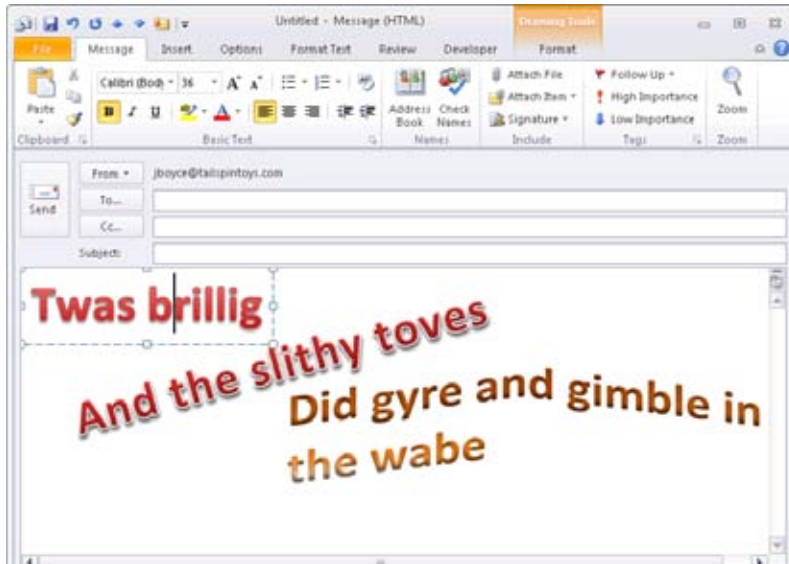 Untitled - Message (HTML)
Drawing Tools
File Message Insert Options Format Text Review Developer Format
Paste
Calibri (Body) 36
Address Book
Check Names
Attach File
Attach Item
Signature
Follow Up
High Importance
Low Importance
Zoom
Clipboard Basic Text Names Include Tags Zoom
Send
From jboyce@tailspintoys.com
To...
Cc...
Subject:
Twas brillig
And the slithy toves
Did gyre and gimble in
the wabe